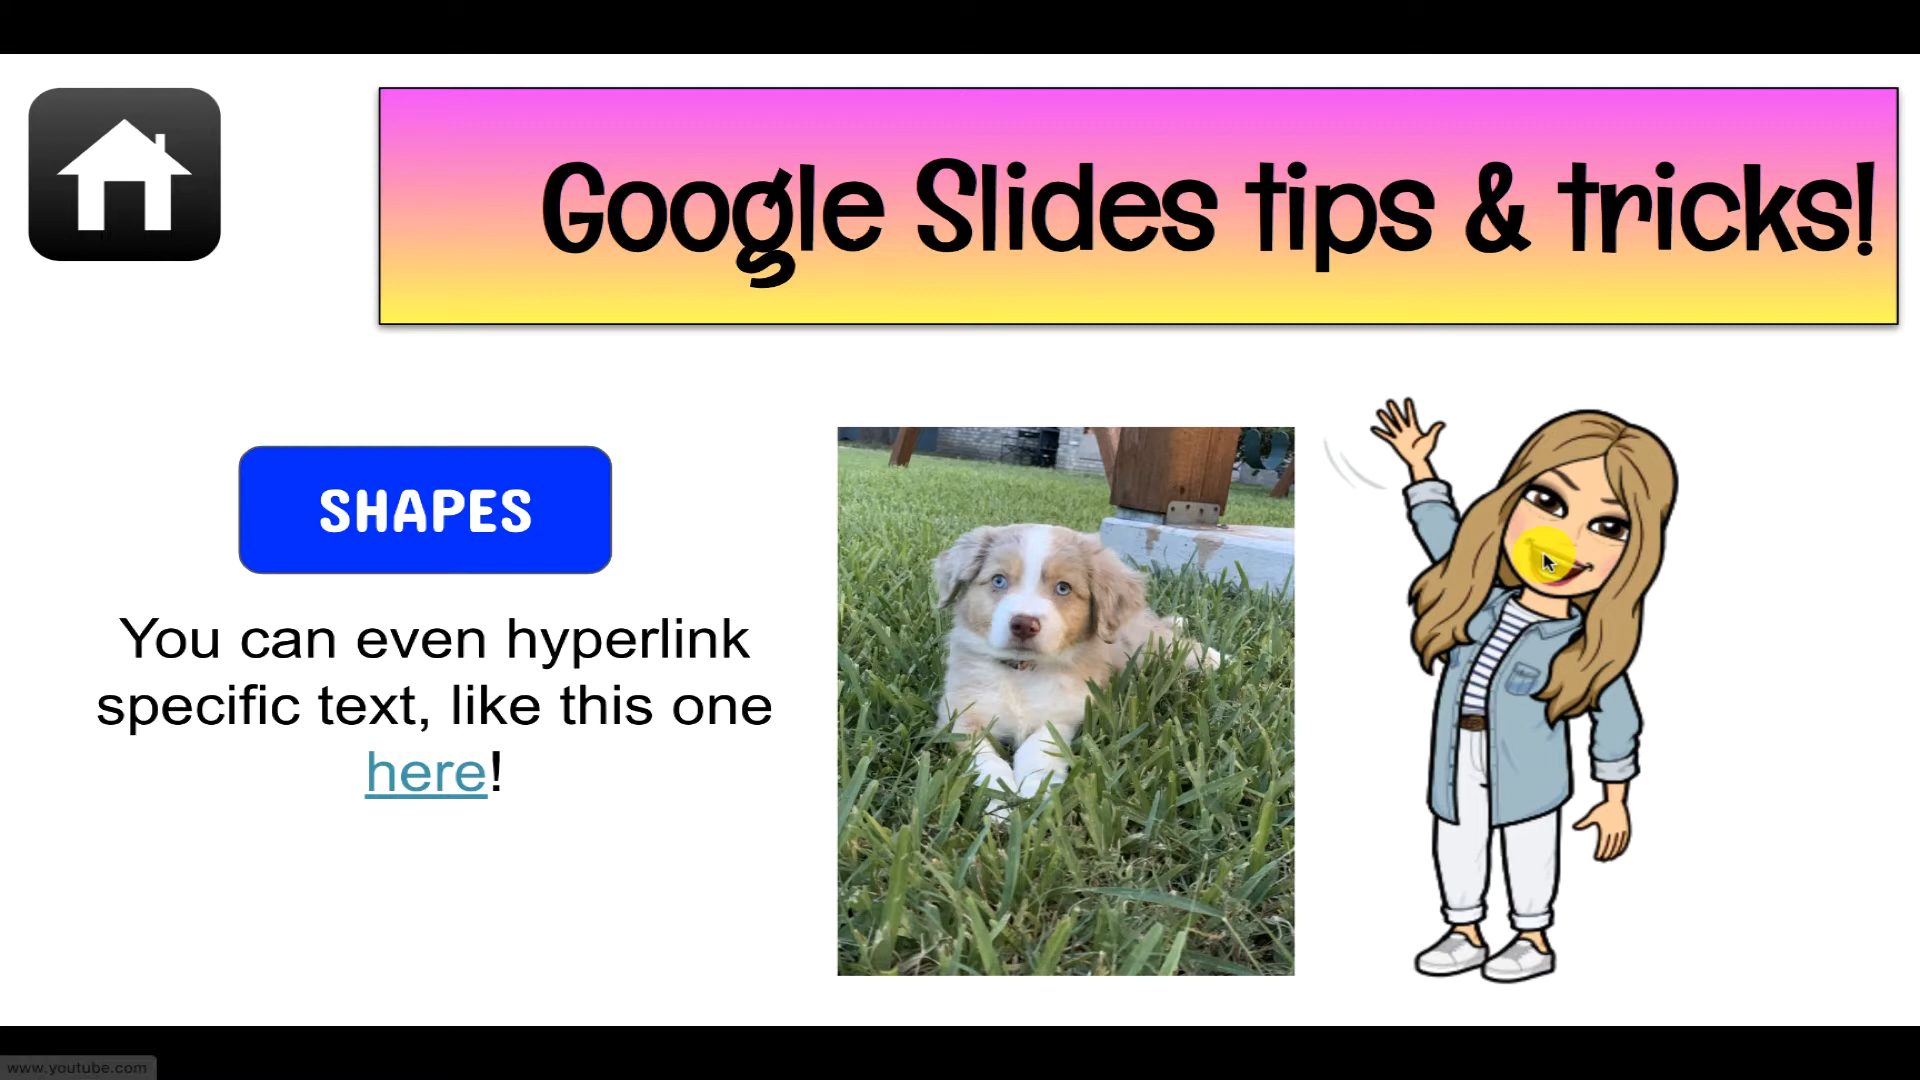 Google Slides tips & tricks!
SHAPES
You can even hyperlink
specific text, like this one
here!
www.youtube.com